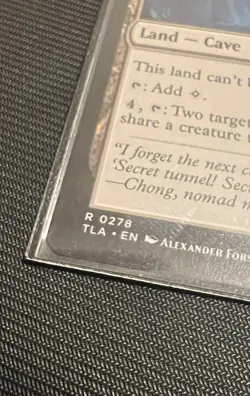 Land — Cave
This land can't b
: Add
4, : Two target
share a creature t
"I forget the next c
'Secret tunnel! Sec
—Chong, nomad m
R 0278
TLA • EN ALEXANDER FORS